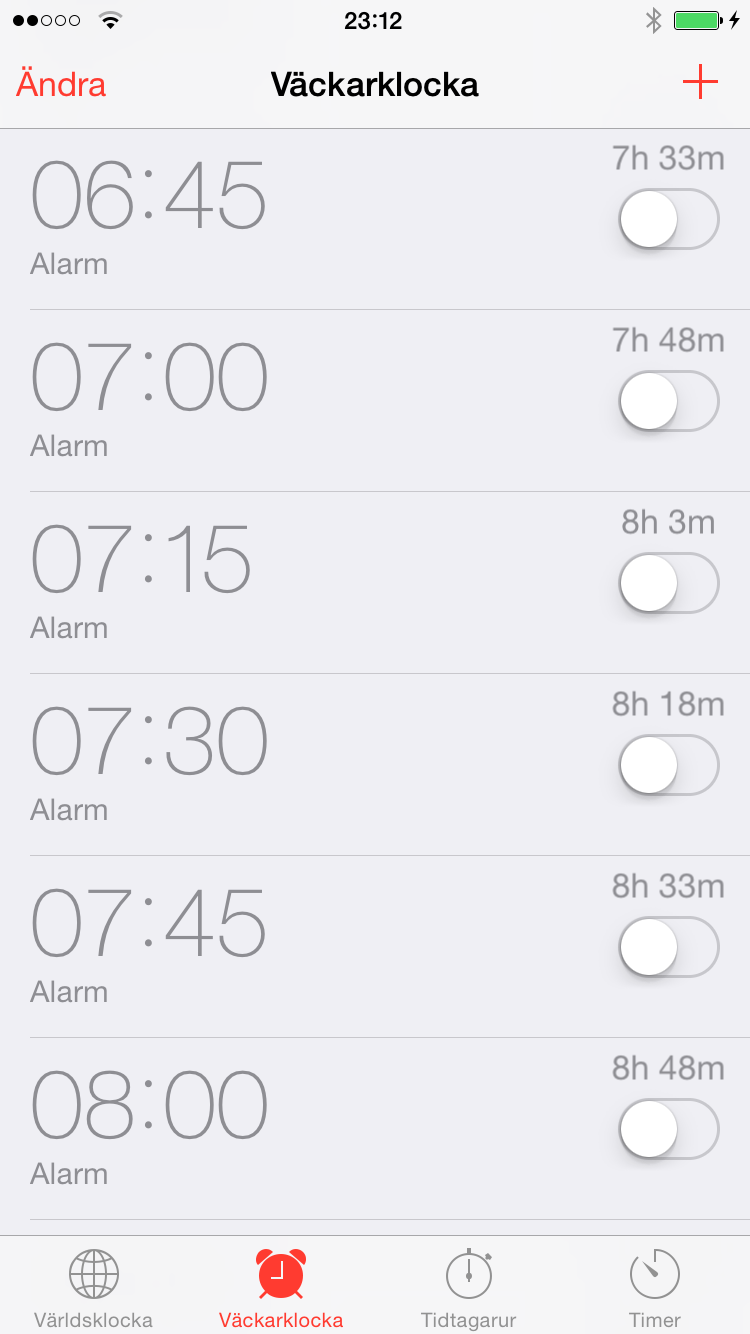 23:12
Ändra Väckarklocka
06:45 7h 33m
Alarm
07:00 7h 48m
Alarm
07:15 8h 3m
Alarm
07:30 8h 18m
Alarm
07:45 8h 33m
Alarm
08:00 8h 48m
Alarm
Världsklocka Väckarklocka Tidtagarur Timer